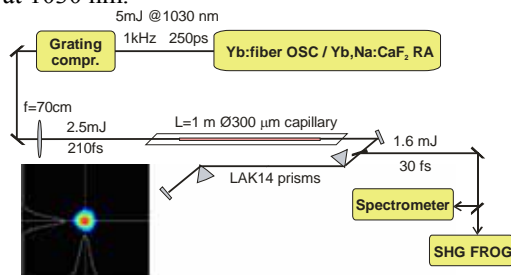 at 1030 nm.
5mJ @1030 nm
Grating
compr.
1kHz 250ps
Yb:fiber OSC / Yb,Na:CaF₂ RA
f=70cm
2.5mJ
210fs
L=1 m Ø300 μm capillary
1.6 mJ
30 fs
LAK14 prisms
Spectrometer
SHG FROG